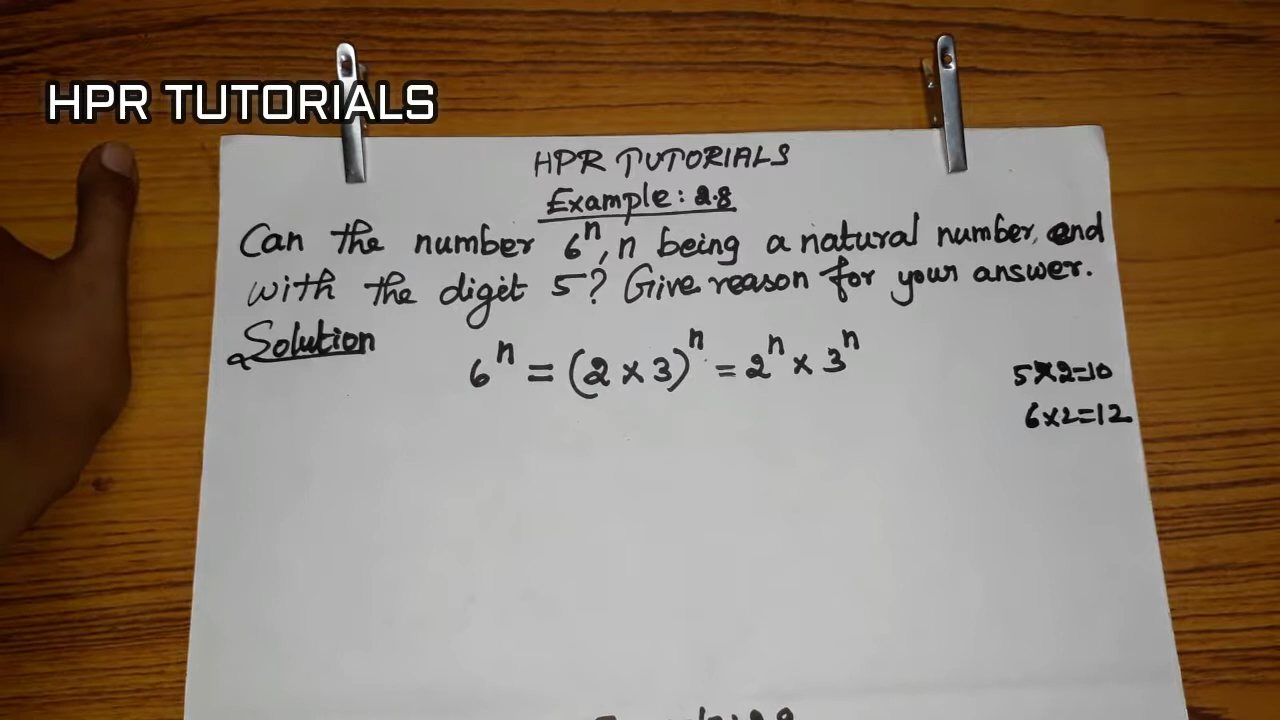 HPR TUTORIALS
HPR TUTORIALS
Example: 2.8
Can the number 6ⁿ, n being a natural number, end
with the digit 5? Give reason for your answer.
Solution
6ⁿ = (2 × 3)ⁿ = 2ⁿ × 3ⁿ
5×2=10
6×2=12